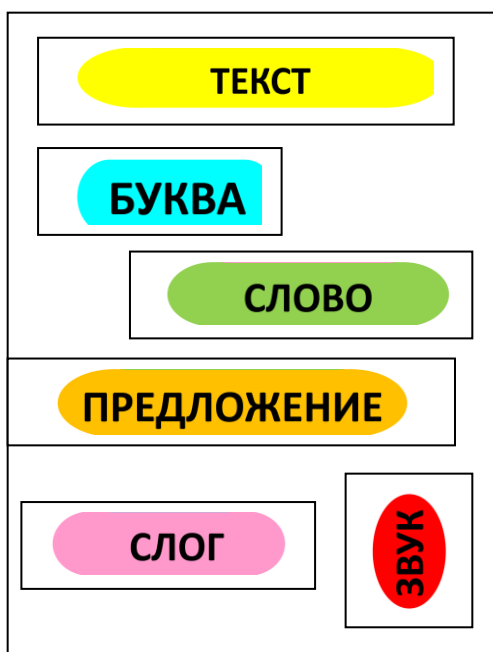 ТЕКСТ
БУКВА
СЛОВО
ПРЕДЛОЖЕНИЕ
СЛОГ
ЗВУК